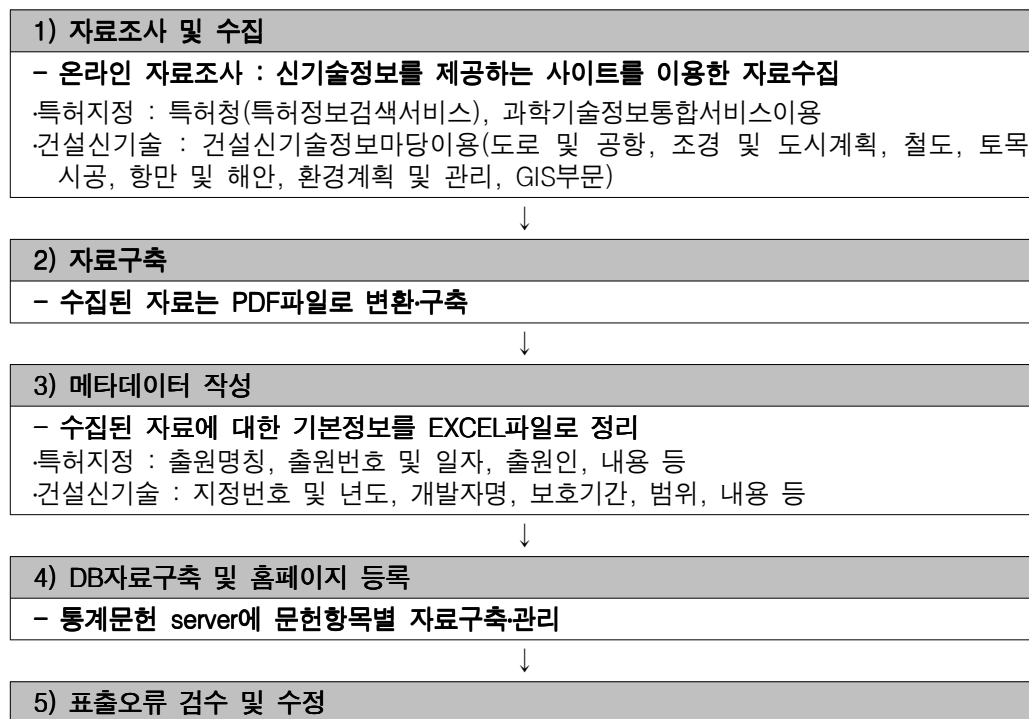 1) 자료조사 및 수집
- 온라인 자료조사 : 신기술정보를 제공하는 사이트를 이용한 자료수집
·특허지정 : 특허청(특허정보검색서비스), 과학기술정보통합서비스이용
·건설신기술 : 건설신기술정보마당이용(도로 및 공항, 조경 및 도시계획, 철도, 토목
시공, 항만 및 해안, 환경계획 및 관리, GIS부문)
↓
2) 자료구축
- 수집된 자료는 PDF파일로 변환·구축
↓
3) 메타데이터 작성
- 수집된 자료에 대한 기본정보를 EXCEL파일로 정리
·특허지정 : 출원명칭, 출원번호 및 일자, 출원인, 내용 등
·건설신기술 : 지정번호 및 년도, 개발자명, 보호기간, 범위, 내용 등
↓
4) DB자료구축 및 홈페이지 등록
- 통계문헌 server에 문헌항목별 자료구축·관리
↓
5) 표출오류 검수 및 수정